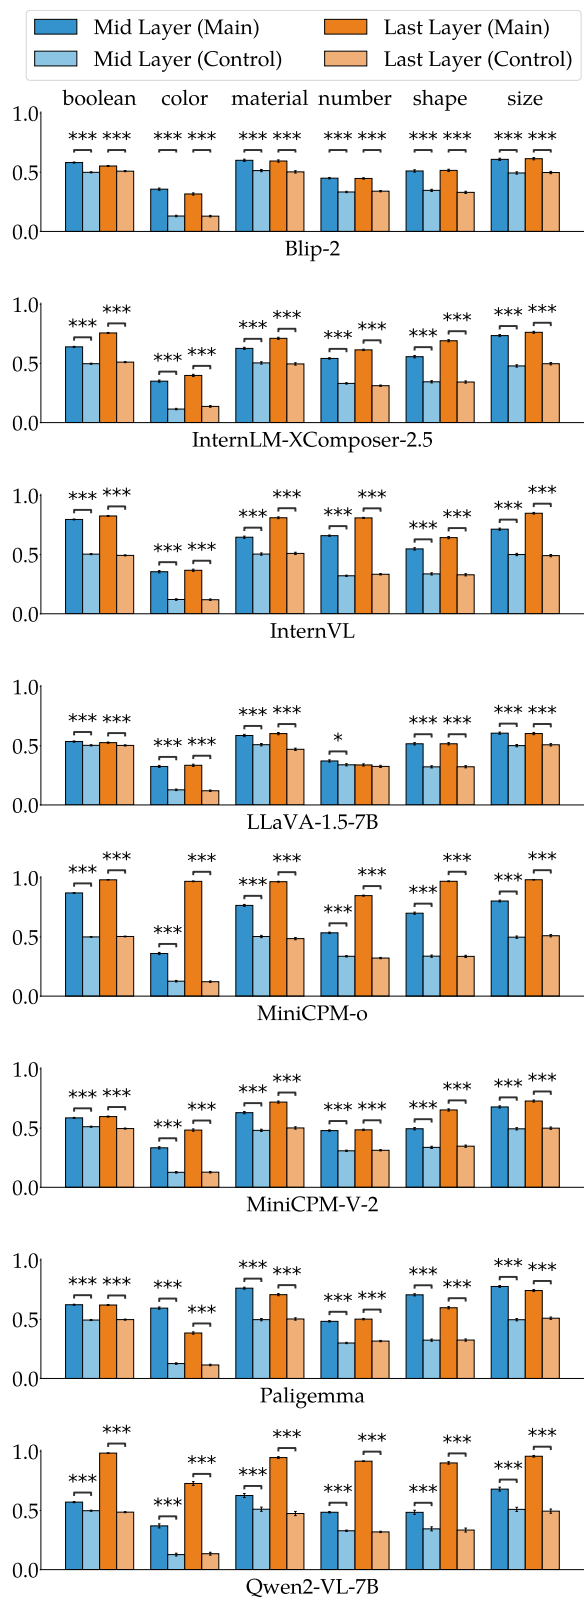 Mid Layer (Main) Last Layer (Main)
Mid Layer (Control) Last Layer (Control)
boolean color material number shape size
1.0
*** *** *** *** *** *** *** *** *** *** *** ***
0.5
0.0
Blip-2
1.0
*** *** *** *** *** *** *** *** *** *** *** ***
0.5
0.0
InternLM-XComposer-2.5
1.0
*** *** *** *** *** *** *** *** *** *** *** ***
0.5
0.0
InternVL
1.0
*** *** *** *** *** *** * *** *** *** ***
0.5
0.0
LLaVA-1.5-7B
1.0
*** *** *** *** *** *** *** *** *** *** *** ***
0.5
0.0
MiniCPM-o
1.0
*** *** *** *** *** *** *** *** *** *** *** ***
0.5
0.0
MiniCPM-V-2
1.0
*** *** *** *** *** *** *** *** *** *** *** ***
0.5
0.0
Paligemma
1.0
*** *** *** *** *** *** *** *** *** *** *** ***
0.5
0.0
Qwen2-VL-7B